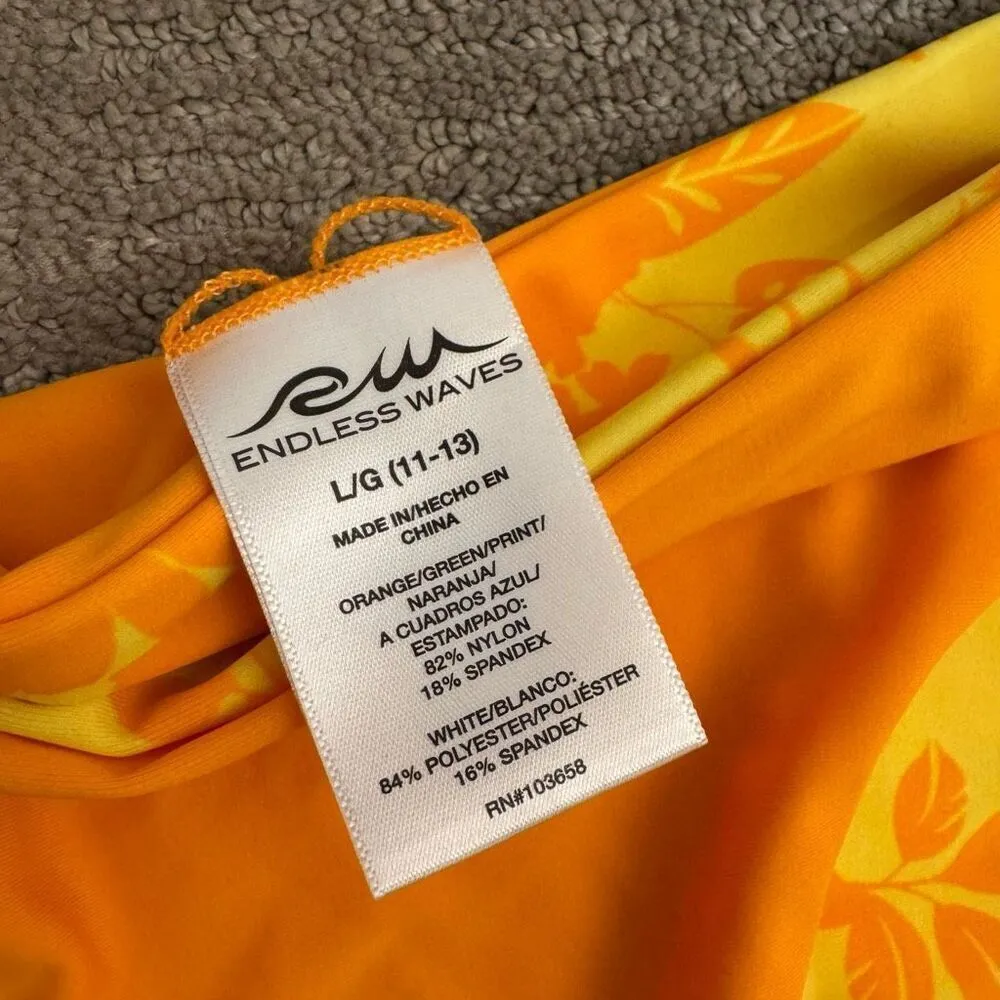 ENDLESS WAVES
L/G (11-13)
MADE IN/HECHO EN
CHINA
ORANGE/GREEN/PRINT/
NARANJA/
A CUADROS AZUL/
ESTAMPADO:
82% NYLON
18% SPANDEX
WHITE/BLANCO:
84% POLYESTER/POLIÉSTER
16% SPANDEX
RN#103658